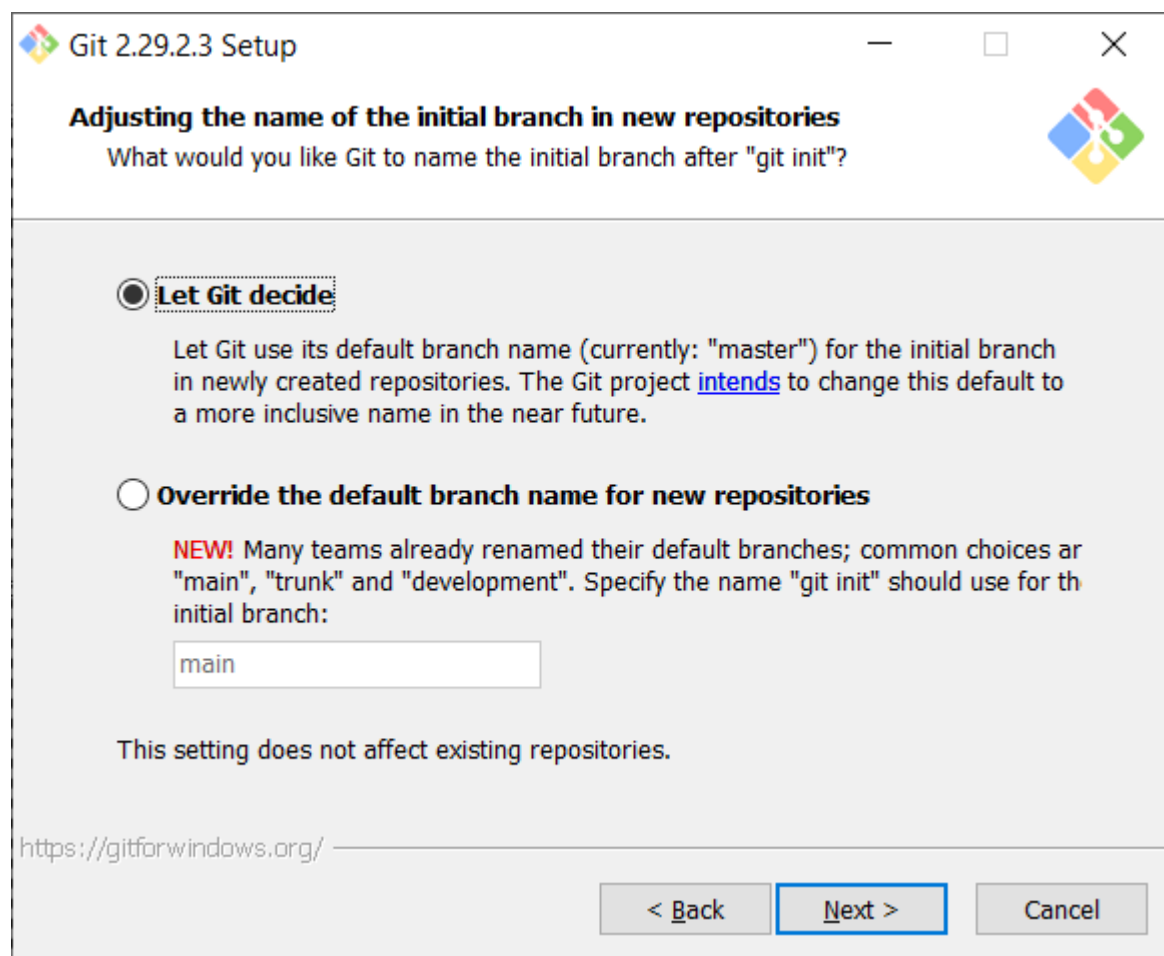 Git 2.29.2.3 Setup
Adjusting the name of the initial branch in new repositories
What would you like Git to name the initial branch after "git init"?
Let Git decide
Let Git use its default branch name (currently: "master") for the initial branch
in newly created repositories. The Git project intends to change this default to
a more inclusive name in the near future.
Override the default branch name for new repositories
NEW! Many teams already renamed their default branches; common choices ar
"main", "trunk" and "development". Specify the name "git init" should use for th
initial branch:
main
This setting does not affect existing repositories.
https://gitforwindows.org/
< Back Next > Cancel